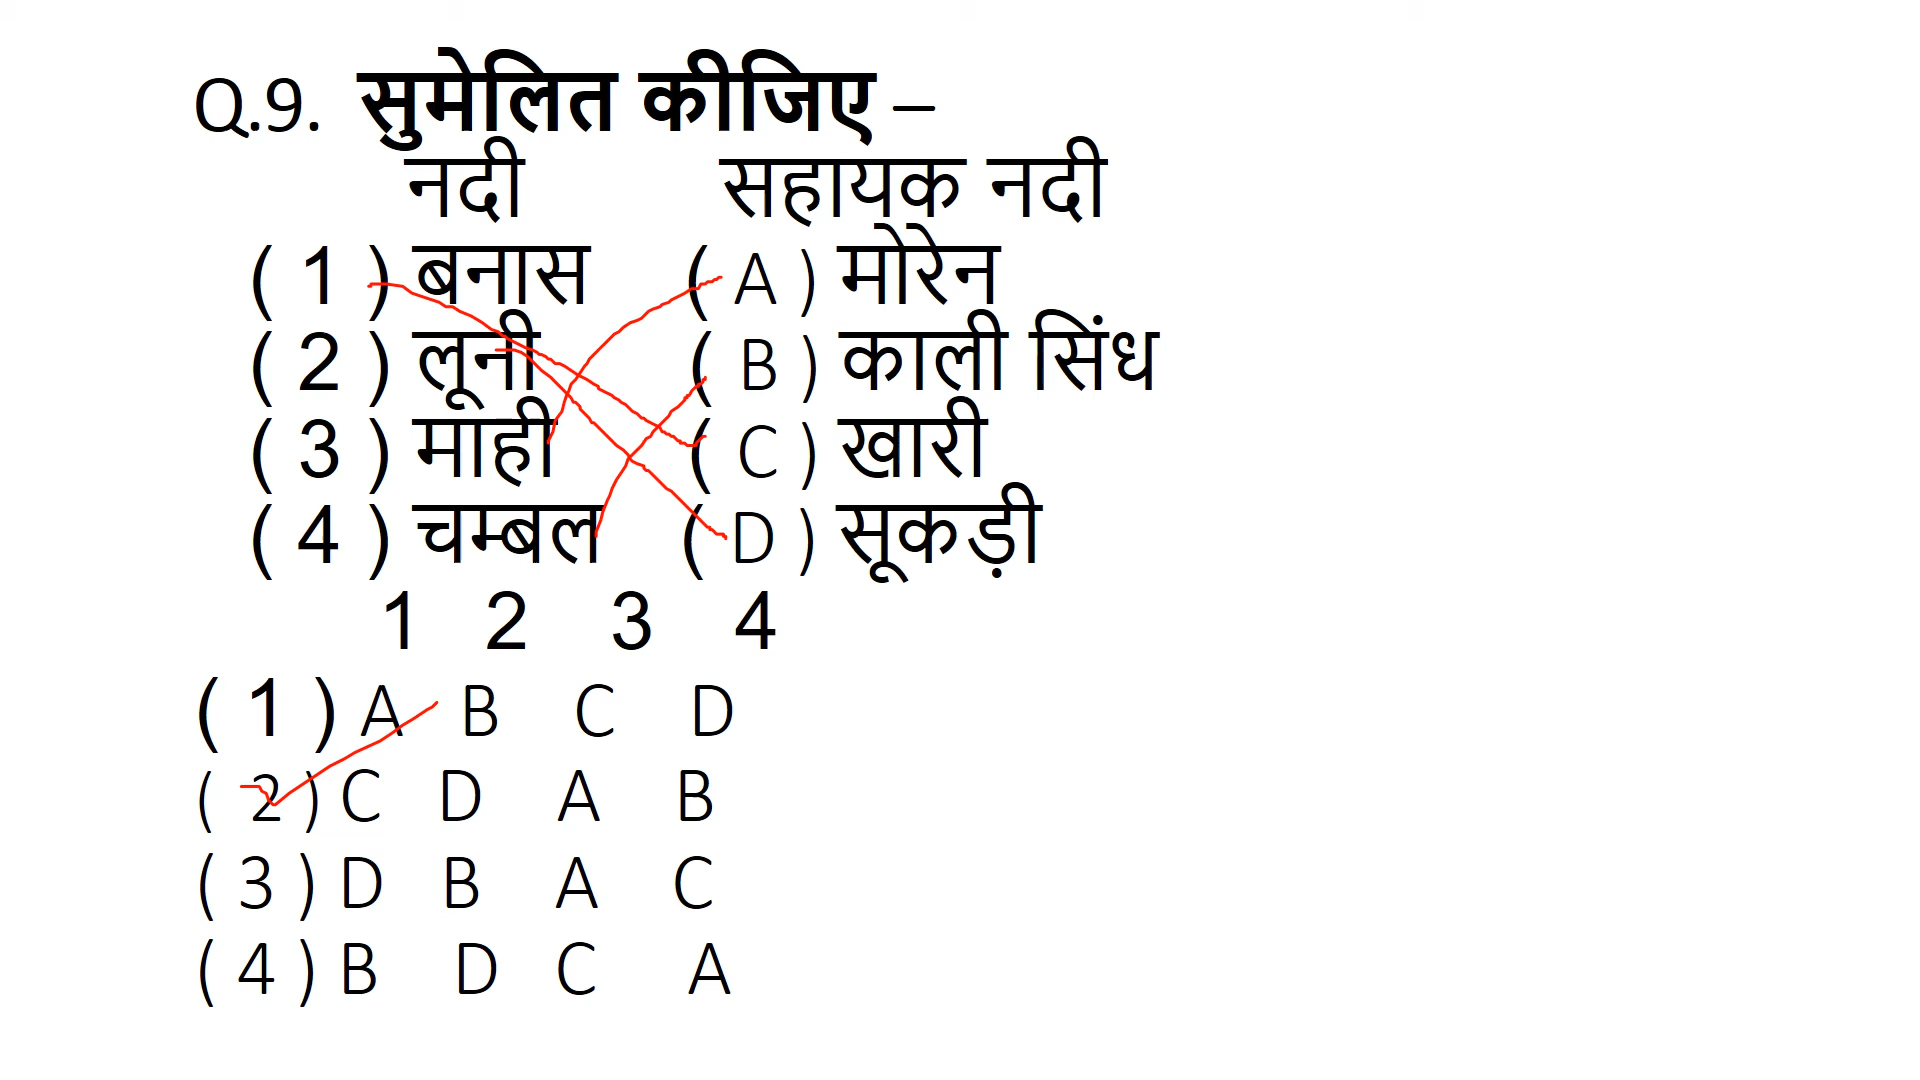 Q.9. सुमेलित कीजिए –
नदी सहायक नदी
( 1 ) बनास ( A ) मोरेन
( 2 ) लूनी ( B ) काली सिंध
( 3 ) माही ( C ) खारी
( 4 ) चम्बल ( D ) सूकड़ी
1 2 3 4
( 1 ) A B C D
( 2 ) C D A B
( 3 ) D B A C
( 4 ) B D C A